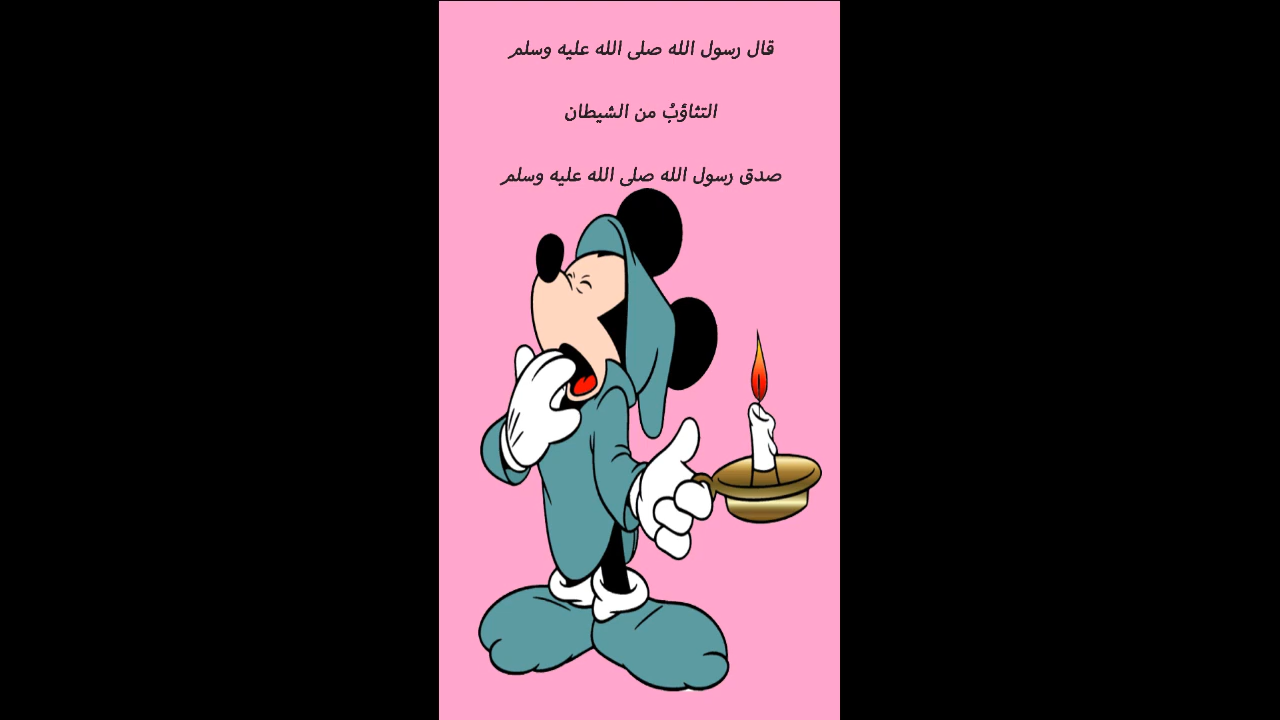 قال رسول الله صلى الله عليه وسلم
التثاؤبُ من الشيطان
صدق رسول الله صلى الله عليه وسلم